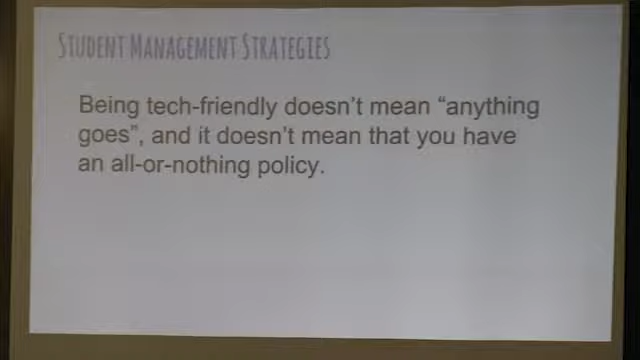 STUDENT MANAGEMENT STRATEGIES
Being tech-friendly doesn't mean “anything
goes”, and it doesn't mean that you have
an all-or-nothing policy.